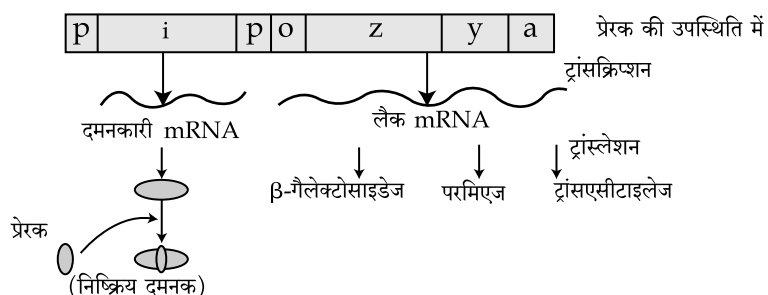 p i p o z y a प्रेरक की उपस्थिति में
ट्रांसक्रिप्शन
दमनकारी mRNA लैक mRNA
ट्रांस्लेशन
β-गैलेक्टोसाइडेज परमिएज ट्रांसएसीटाइलेज
प्रेरक
(निष्क्रिय दमनक)